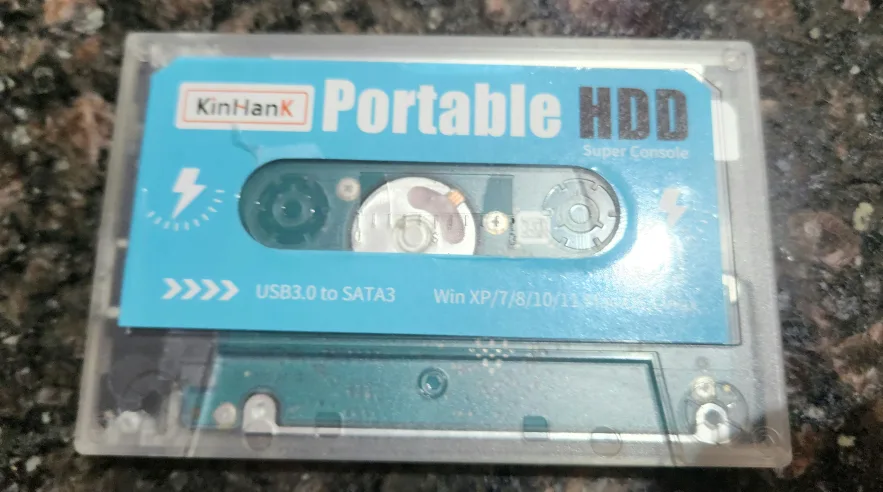 KinHanK
Portable HDD
Super Console
USB3.0 to SATA3
Win XP/7/8/10/11